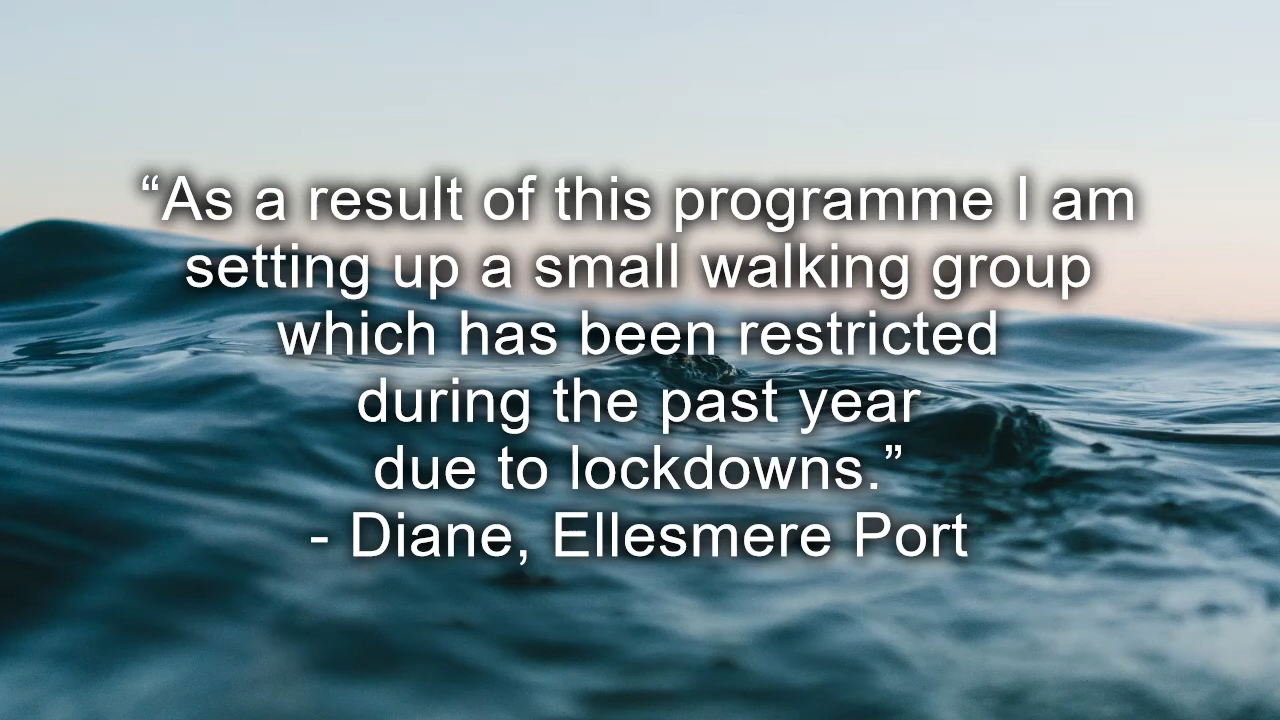 “As a result of this programme I am
setting up a small walking group
which has been restricted
during the past year
due to lockdowns.”
- Diane, Ellesmere Port